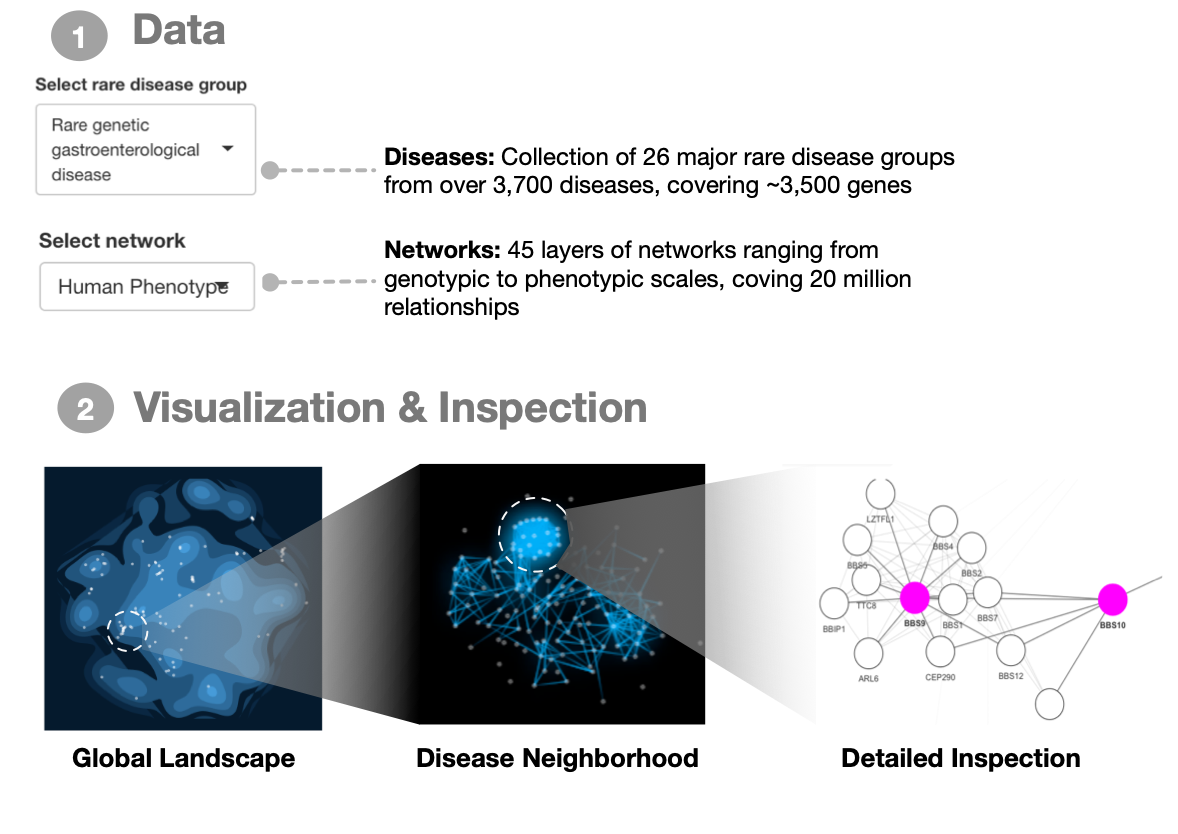 1 Data
Select rare disease group
Rare genetic
gastroenterological
disease
Diseases: Collection of 26 major rare disease groups
from over 3,700 diseases, covering ~3,500 genes
Select network
Human Phenotype
Networks: 45 layers of networks ranging from
genotypic to phenotypic scales, coving 20 million
relationships
2 Visualization & Inspection
LZTFL1
BBS4
BBS5
BBS2
TTC8
BBIP1
BBS9
BBS1
BBS7
BBS10
ARL6
CEP290
BBS12
Global Landscape
Disease Neighborhood
Detailed Inspection